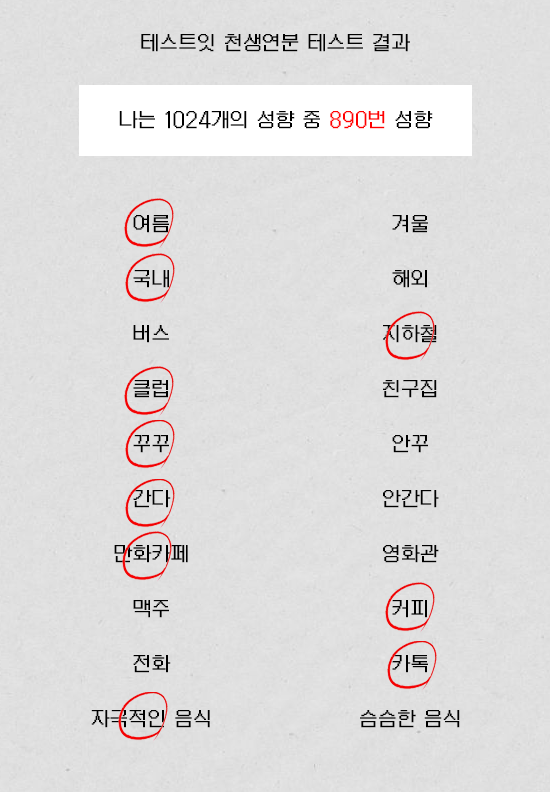 테스트잇 천생연분 테스트 결과
나는 1024개의 성향 중 890번 성향
여름 겨울
국내 해외
버스 지하철
클럽 친구집
꾸꾸 안꾸
간다 안간다
만화카페 영화관
맥주 커피
전화 카톡
자극적인 음식 슴슴한 음식